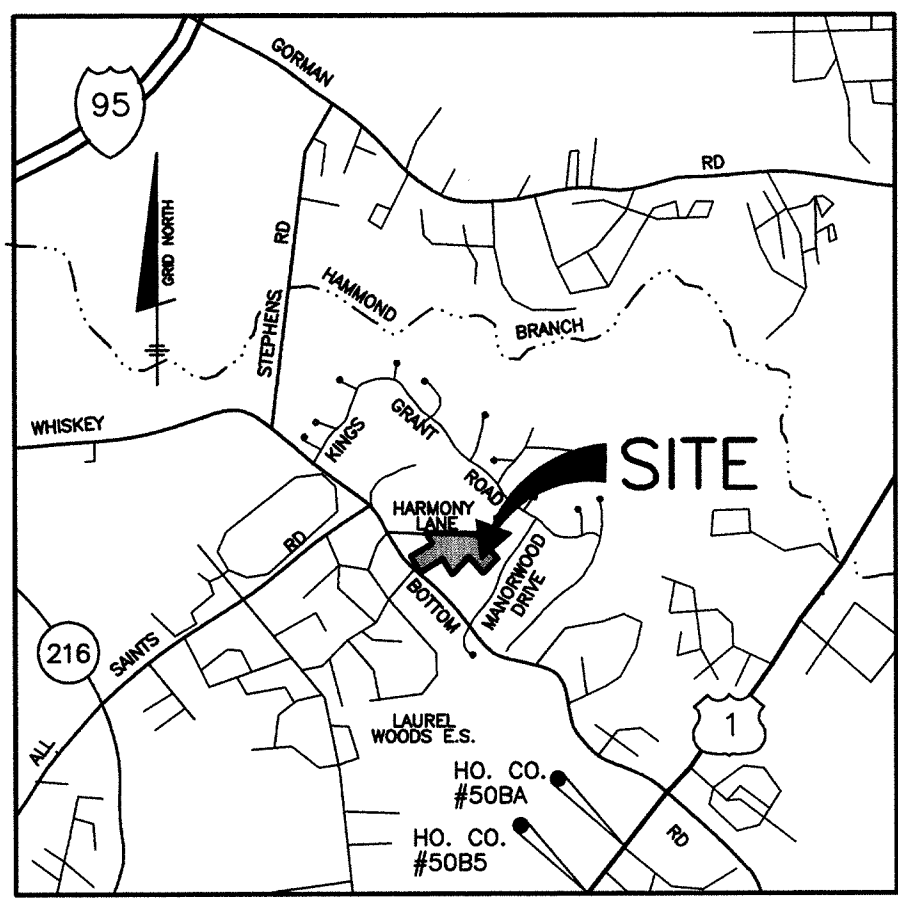 GORMAN
95
RD
GRID NORTH
RD
HAMMOND
STEPHENS
BRANCH
WHISKEY
KINGS
GRANT
ROAD
SITE
HARMONY
LANE
RD
BOTTOM
MANORWOOD
DRIVE
216
SAINTS
ALL
LAUREL
WOODS E.S.
1
HO. CO.
#50BA
HO. CO.
#50B5
RD